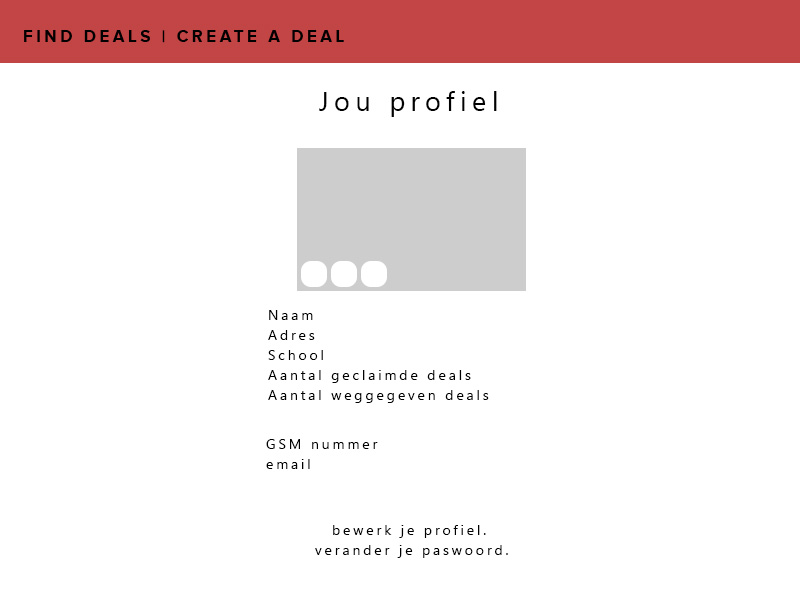 FIND DEALS | CREATE A DEAL
Jou profiel
Naam
Adres
School
Aantal geclaimde deals
Aantal weggegeven deals
GSM nummer
email
bewerk je profiel.
verander je paswoord.